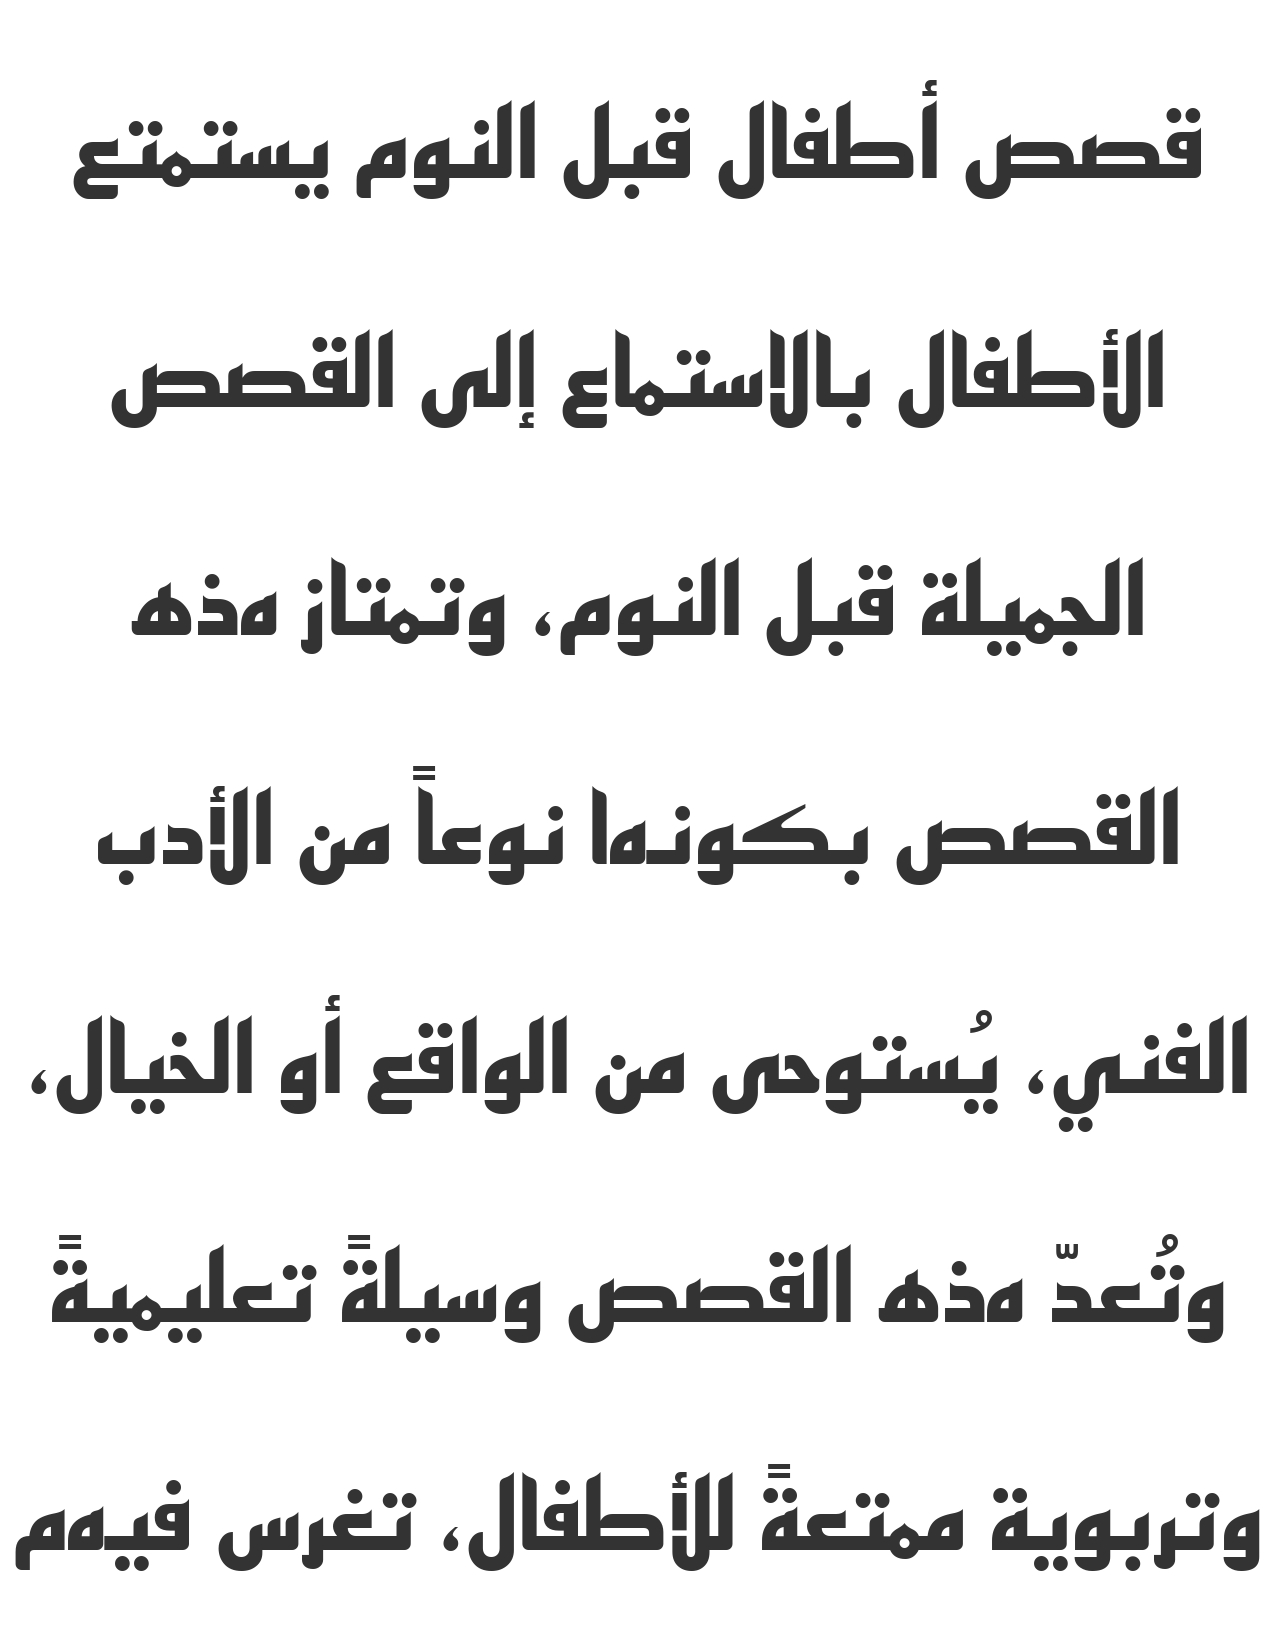 قصص أطفال قبل النوم يستمتع
الأطفال بالاستماع إلى القصص
الجميلة قبل النوم، وتمتاز هذه
القصص بكونها نوعاً من الأدب
الفني، يُستوحى من الواقع أو الخيال،
وتُعدّ هذه القصص وسيلةً تعليميةً
وتربوية ممتعةً للأطفال، تغرس فيهم